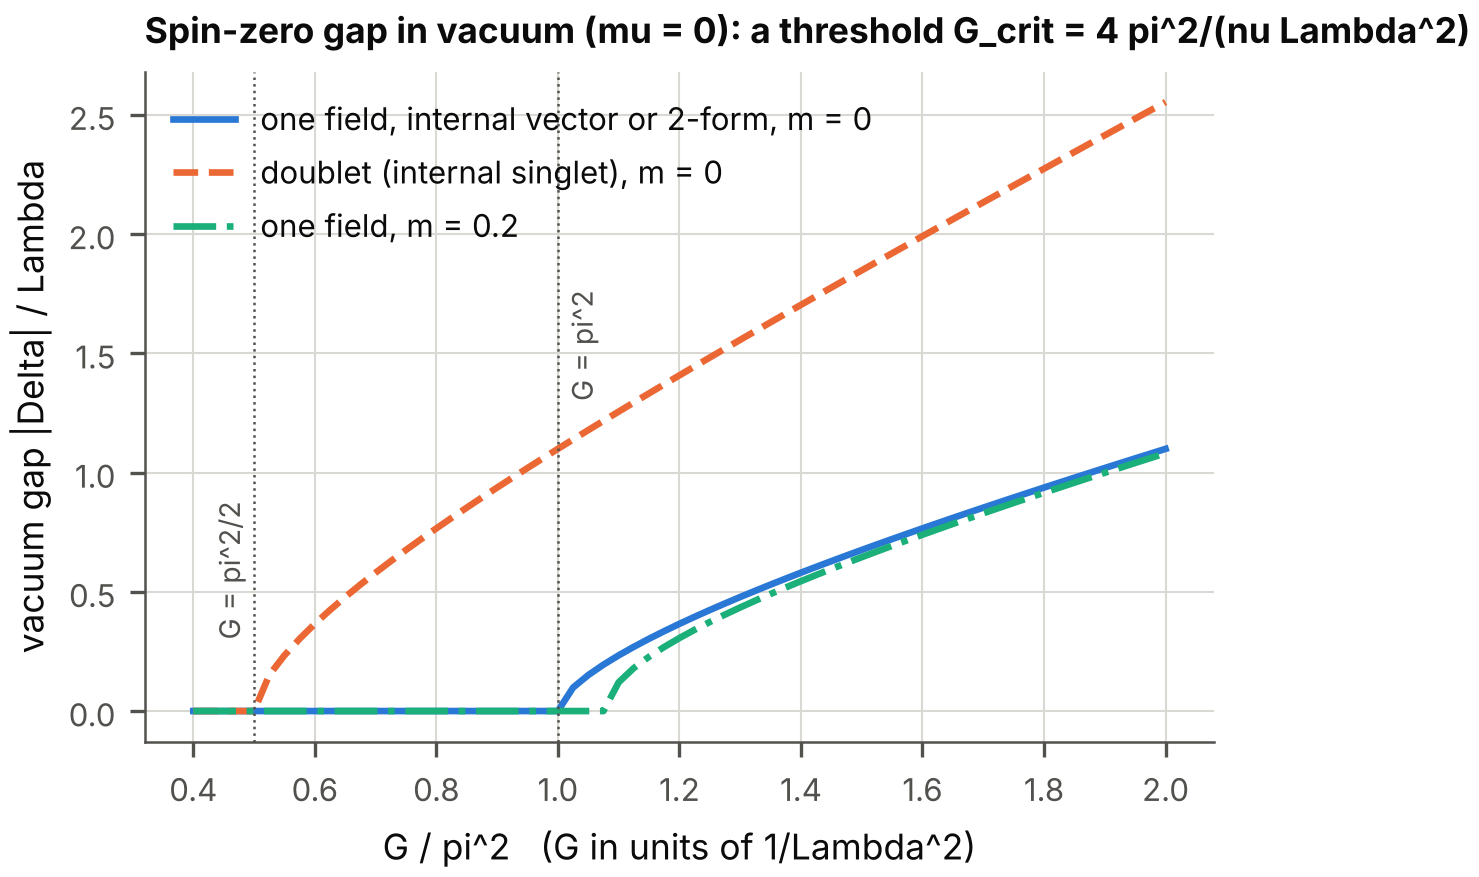 Spin-zero gap in vacuum (mu = 0): a threshold G_crit = 4 pi^2/(nu Lambda^2)
one field, internal vector or 2-form, m = 0
doublet (internal singlet), m = 0
one field, m = 0.2
vacuum gap |Delta| / Lambda
2.5
2.0
1.5
1.0
0.5
0.0
G = pi^2/2
G = pi^2
0.4 0.6 0.8 1.0 1.2 1.4 1.6 1.8 2.0
G / pi^2 (G in units of 1/Lambda^2)